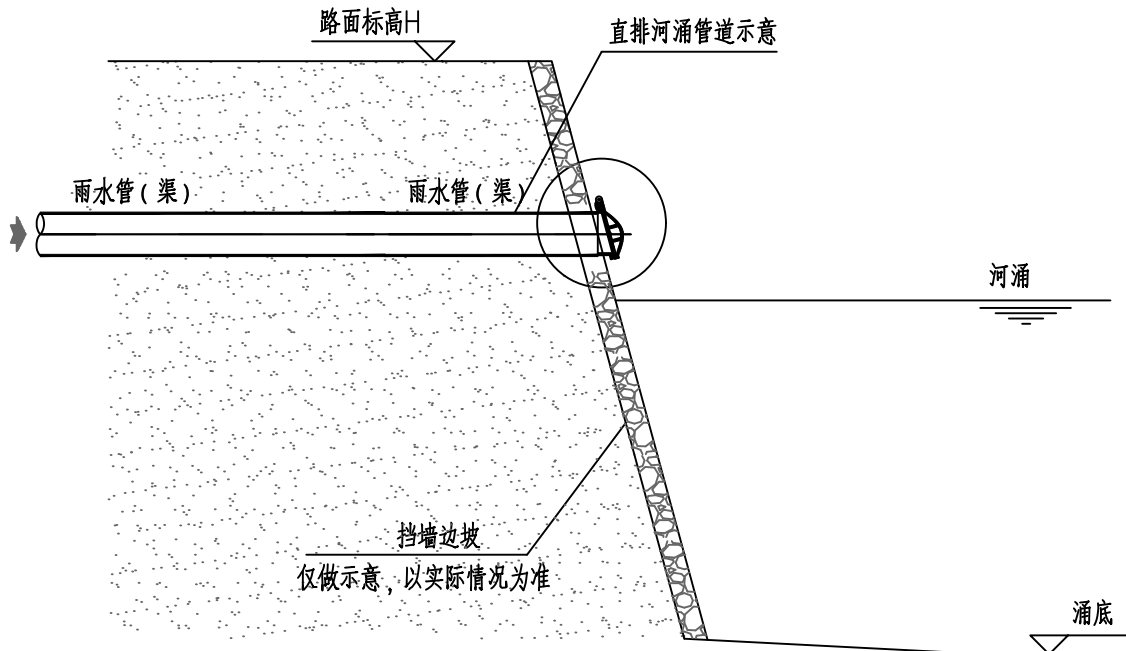 路面标高H
直排河涌管道示意
雨水管（渠）
雨水管（渠）
河涌
挡墙边坡
仅做示意，以实际情况为准
涌底